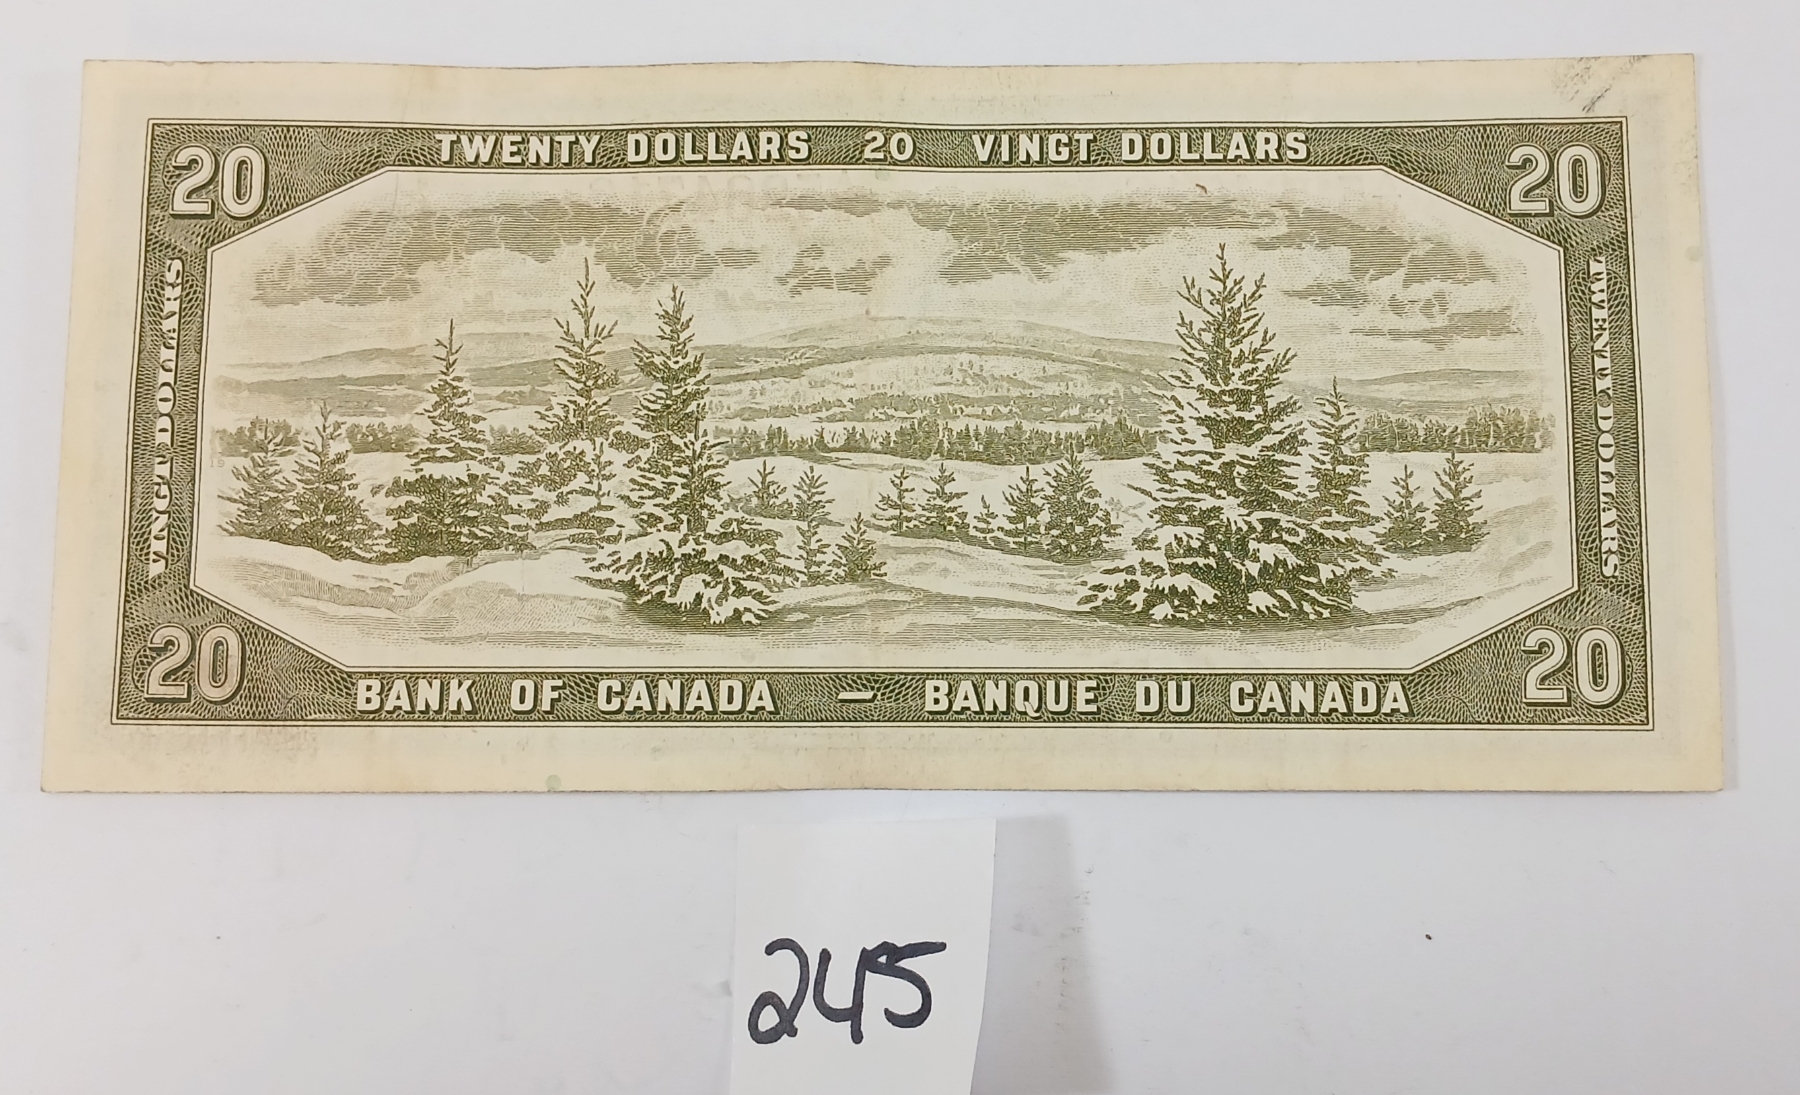 TWENTY DOLLARS 20 VINGT DOLLARS
20
20
VINGT DOLLARS
TWENTY DOLLARS
20
20
BANK OF CANADA — BANQUE DU CANADA
245